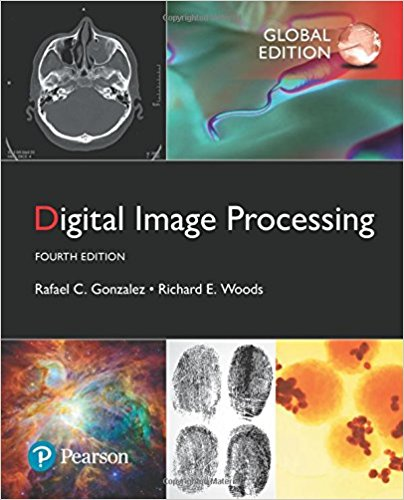 GLOBAL
EDITION
Digital Image Processing
FOURTH EDITION
Rafael C. Gonzalez • Richard E. Woods
Pearson